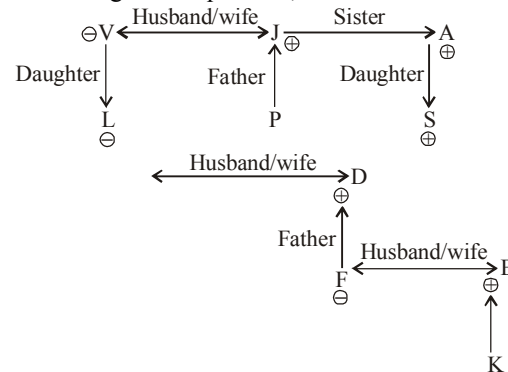 ⊖V Husband/wife J ⊕ Sister A ⊕
Daughter Father Daughter
L ⊖ P S ⊕
Husband/wife D ⊕
Father Husband/wife
F ⊖ ⊕
K